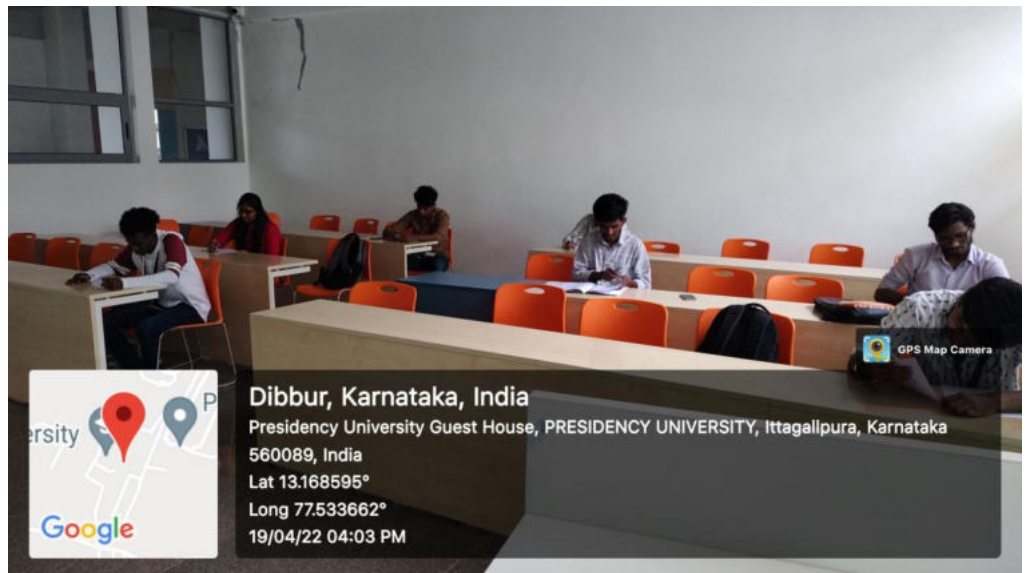 GPS Map Camera
ersity
P
Google
Dibbur, Karnataka, India
Presidency University Guest House, PRESIDENCY UNIVERSITY, Ittagallpura, Karnataka
560089, India
Lat 13.168595°
Long 77.533662°
19/04/22 04:03 PM